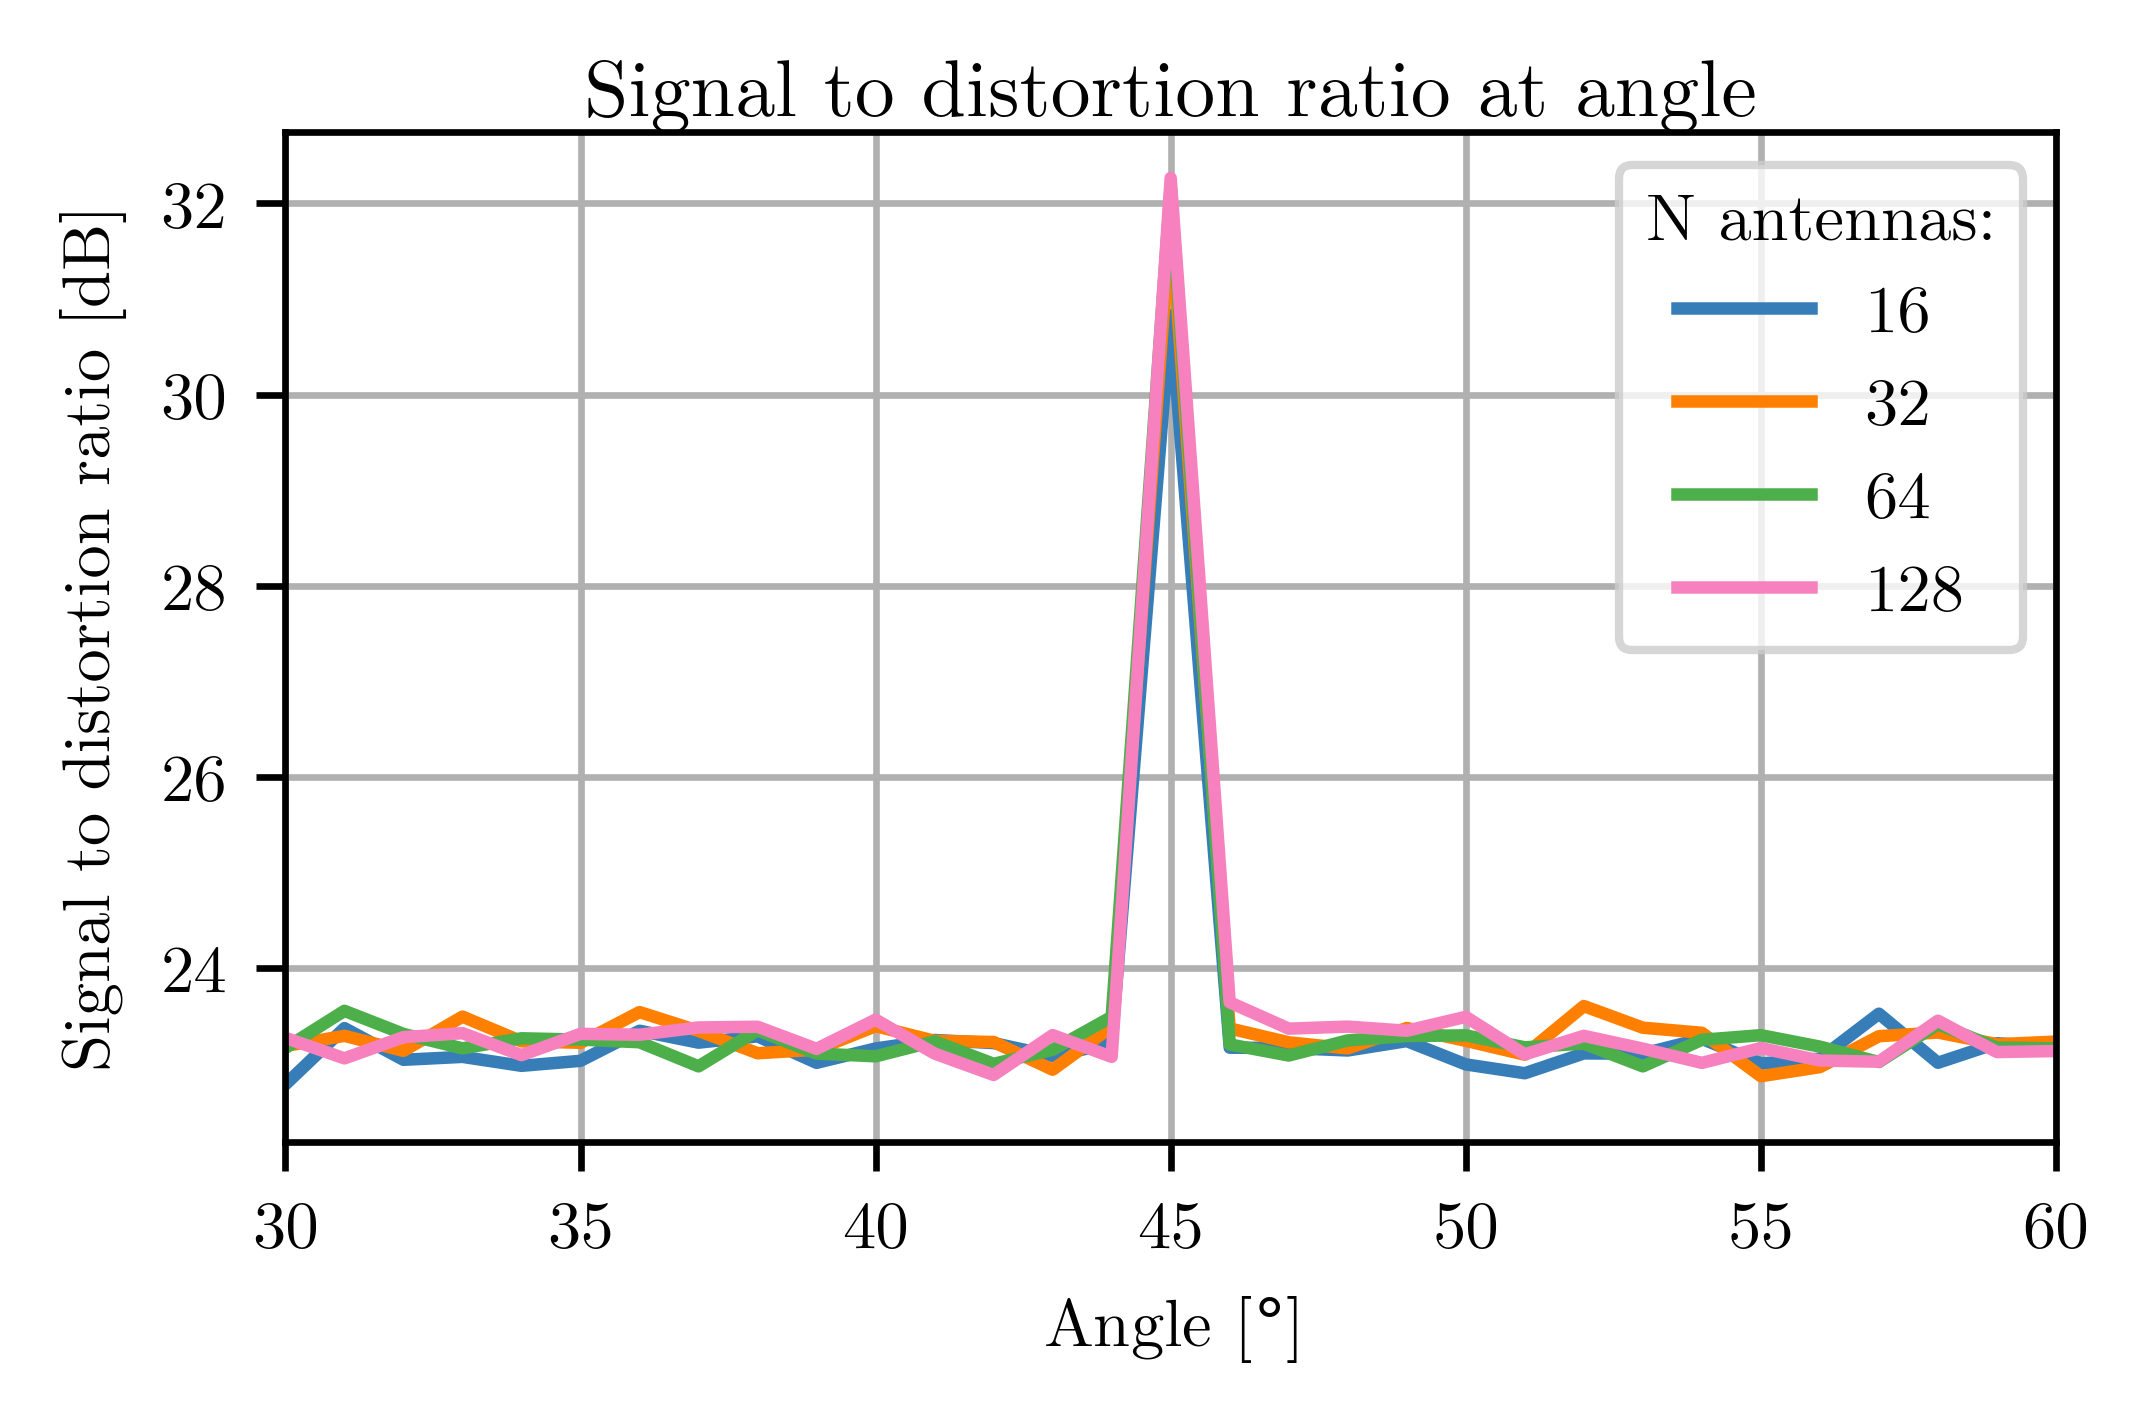 Signal to distortion ratio at angle
Signal to distortion ratio [dB]
32
30
28
26
24
N antennas:
16
32
64
128
30 35 40 45 50 55 60
Angle [°]